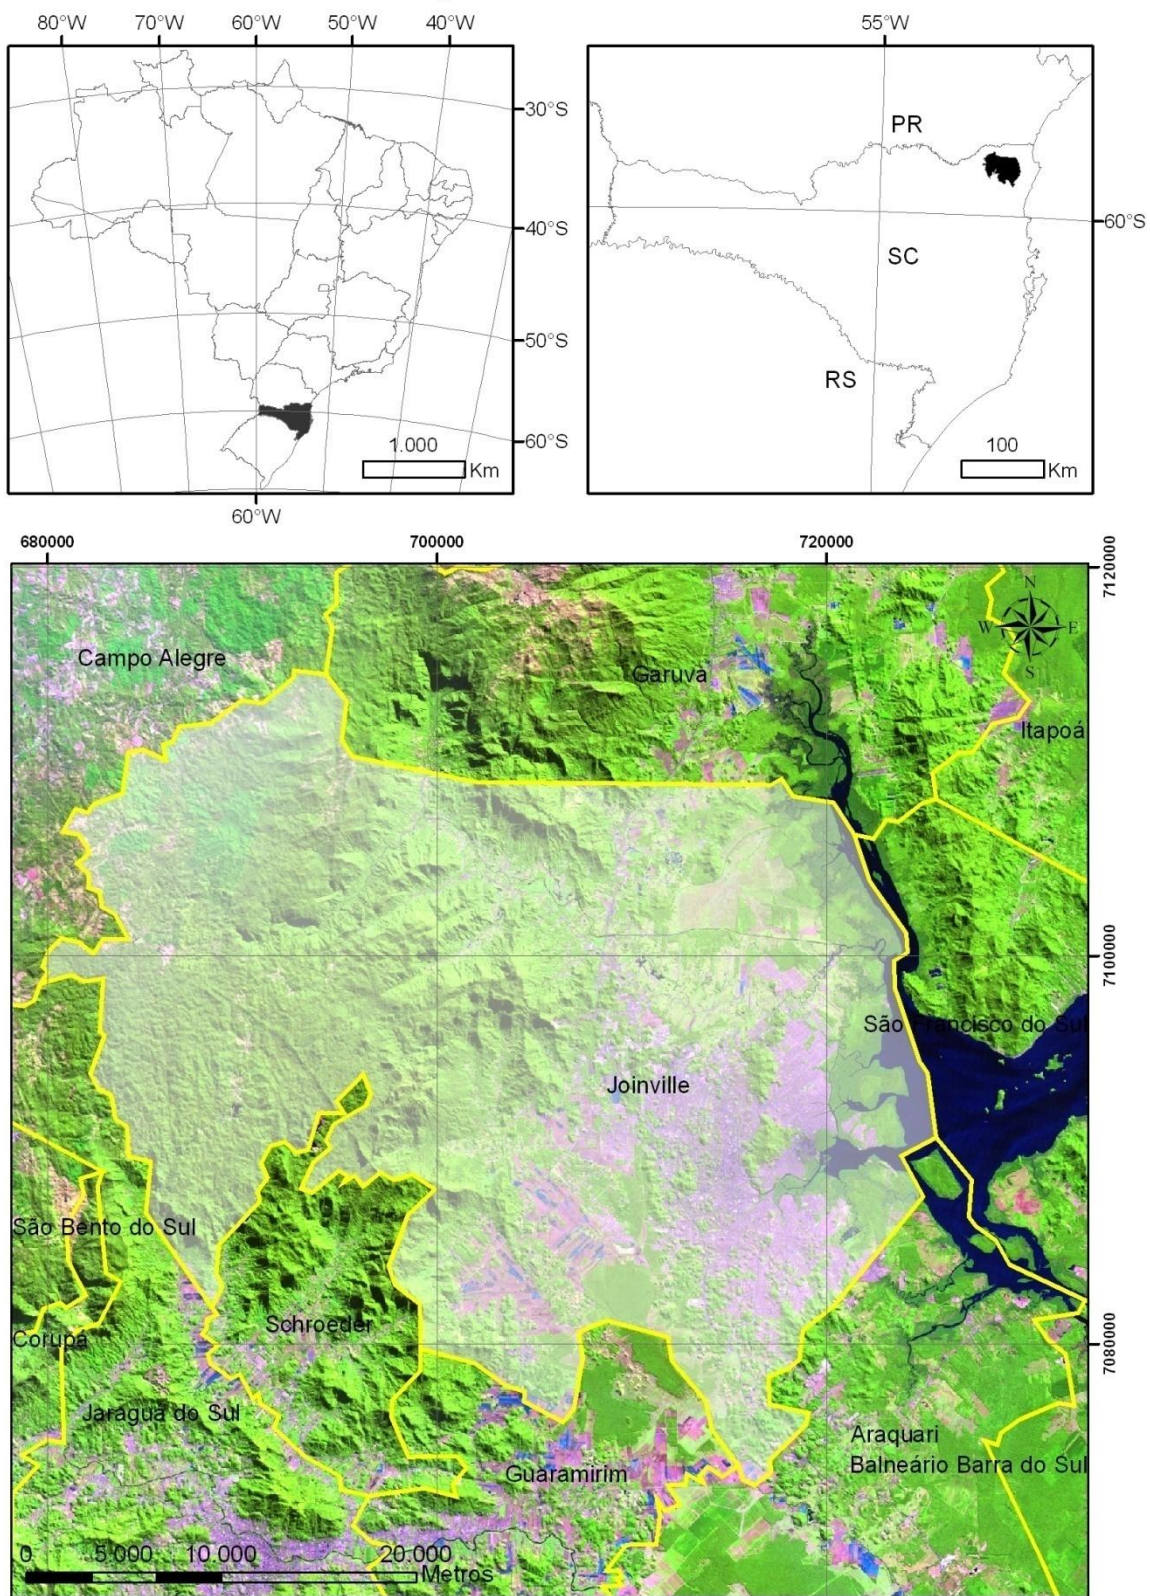 80°W 70°W 60°W 50°W 40°W
55°W
30°S
40°S
50°S
60°S
60°W
1.000
Km
PR
SC
RS
60°S
100
Km
680000 700000 720000
7120000
7100000
7080000
N
W E
S
Campo Alegre
Garuva
Itapoá
São Francisco do Sul
Joinville
São Bento do Sul
Schroeder
Corupá
Jaraguá do Sul
Araquari
Balneário Barra do Sul
Guaramirim
0 5.000 10.000 20.000
Metros